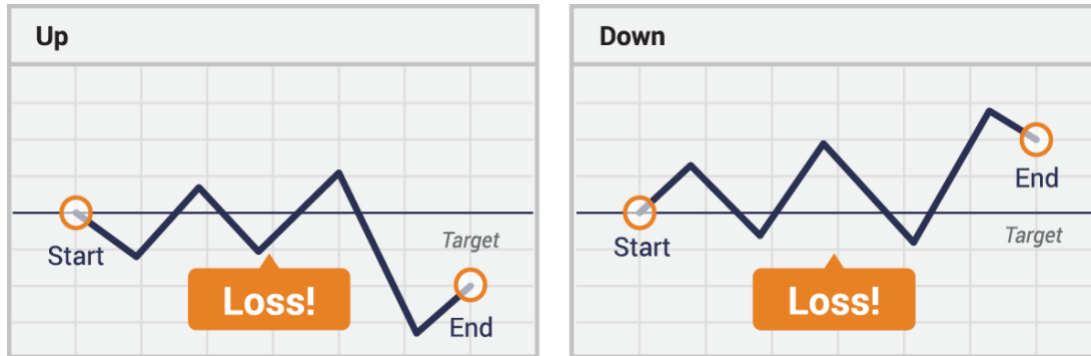 Up
Start
Target
Loss!
End
Down
End
Start
Target
Loss!